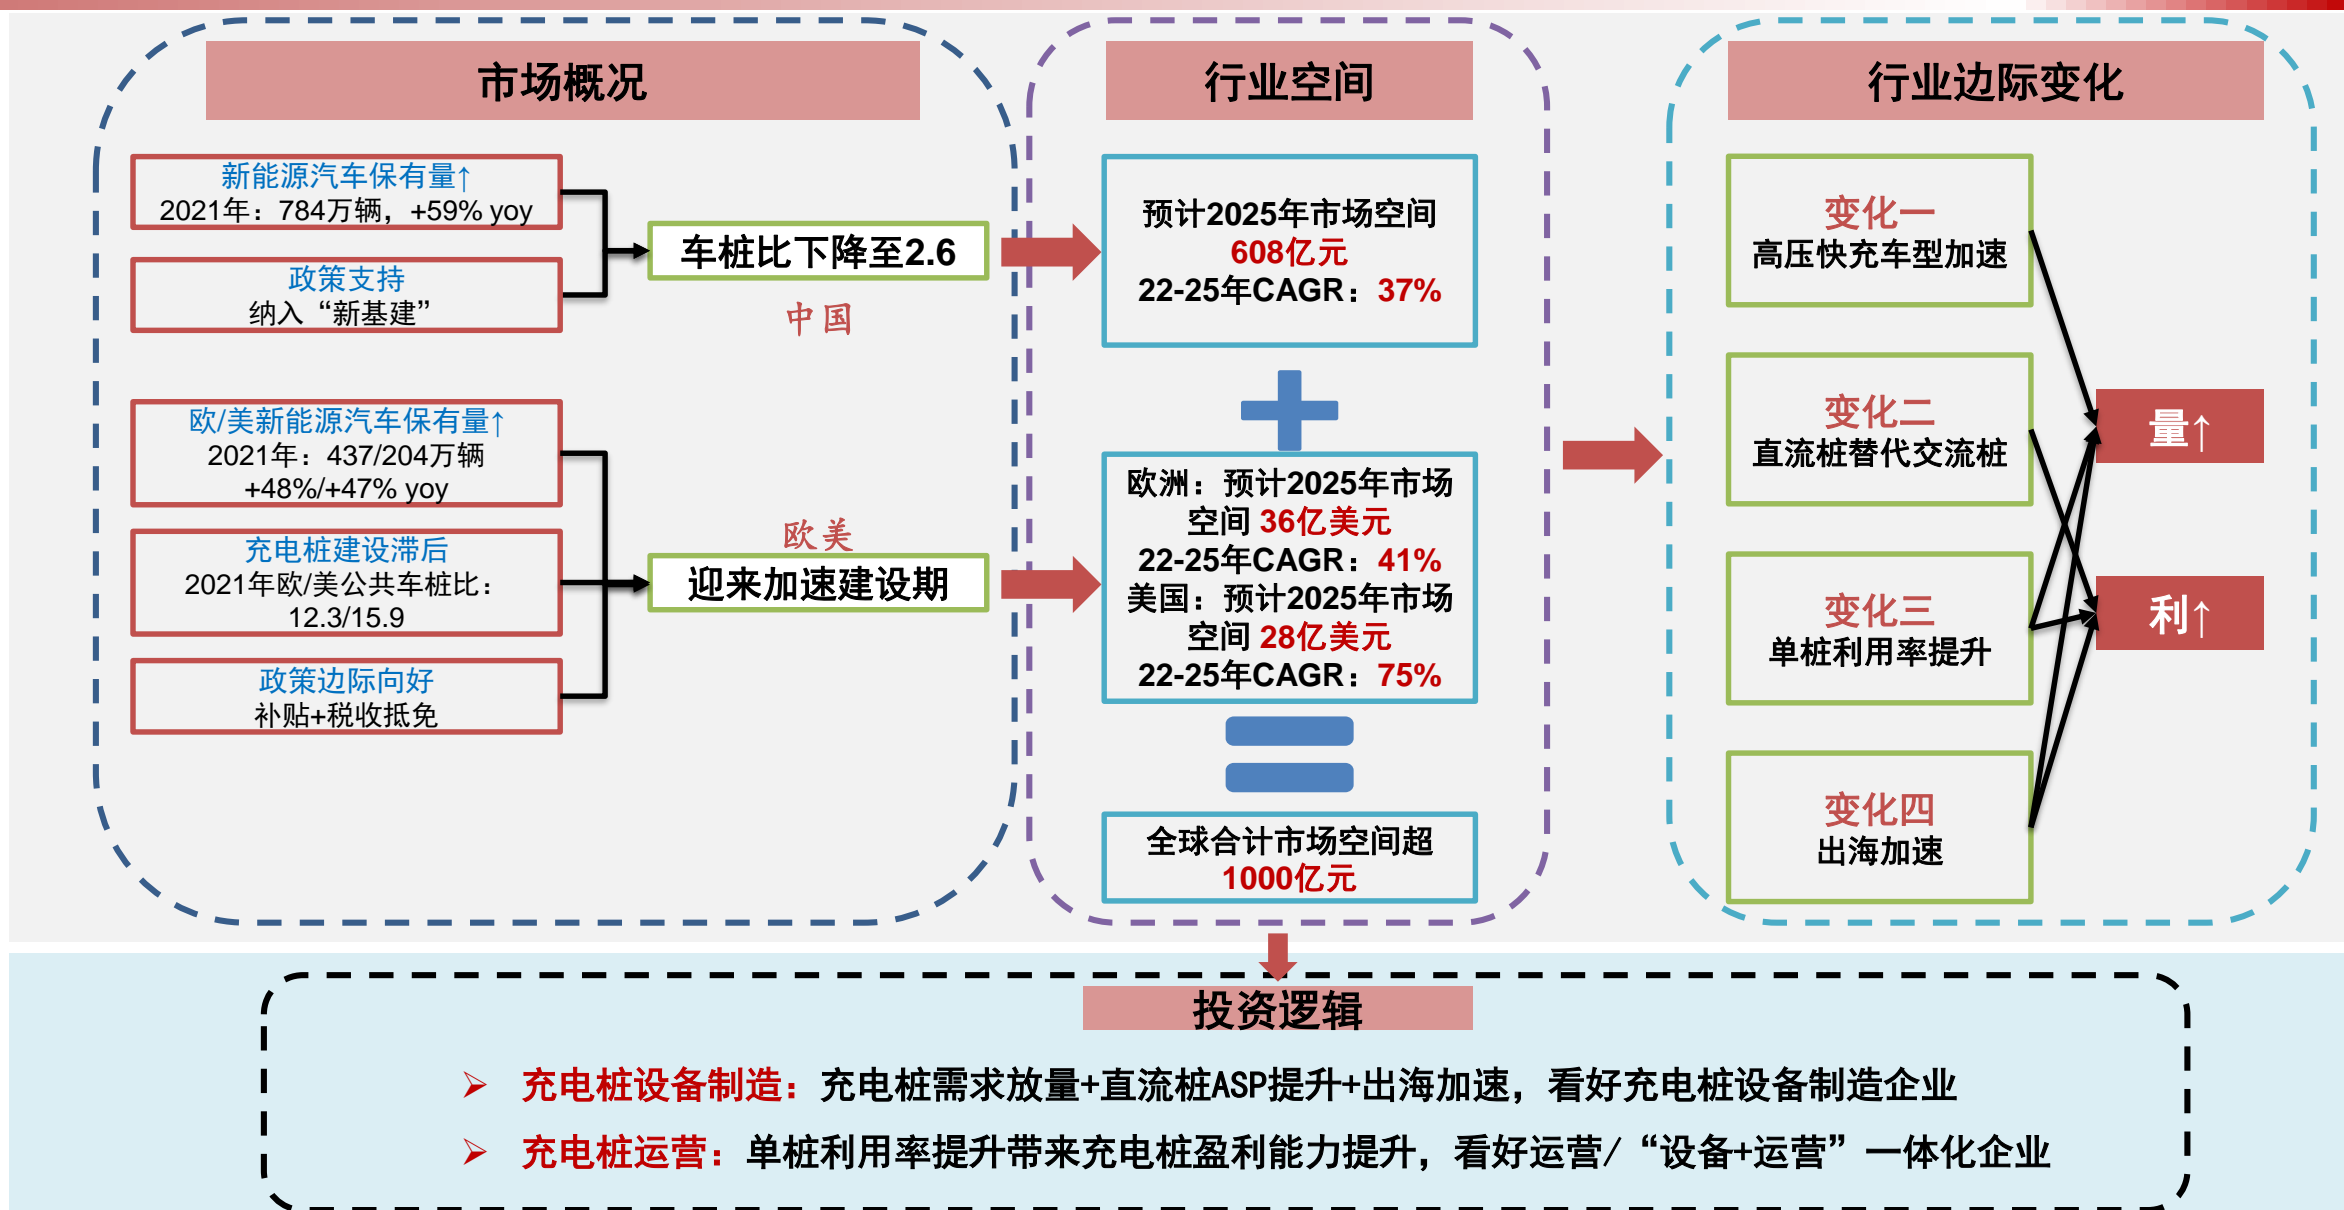 市场概况
新能源汽车保有量↑
2021年：784万辆，+59% yoy
政策支持
纳入“新基建”
车桩比下降至2.6
中国
欧/美新能源汽车保有量↑
2021年：437/204万辆
+48%/+47% yoy
充电桩建设滞后
2021年欧/美公共车桩比：
12.3/15.9
政策边际向好
补贴+税收抵免
欧美
迎来加速建设期
行业空间
预计2025年市场空间
608亿元
22-25年CAGR：37%
欧洲：预计2025年市场
空间 36亿美元
22-25年CAGR：41%
美国：预计2025年市场
空间 28亿美元
22-25年CAGR：75%
全球合计市场空间超
1000亿元
行业边际变化
变化一
高压快充车型加速
变化二
直流桩替代交流桩
变化三
单桩利用率提升
变化四
出海加速
量↑
利↑
投资逻辑
➢ 充电桩设备制造：充电桩需求放量+直流桩ASP提升+出海加速，看好充电桩设备制造企业
➢ 充电桩运营：单桩利用率提升带来充电桩盈利能力提升，看好运营/“设备+运营”一体化企业